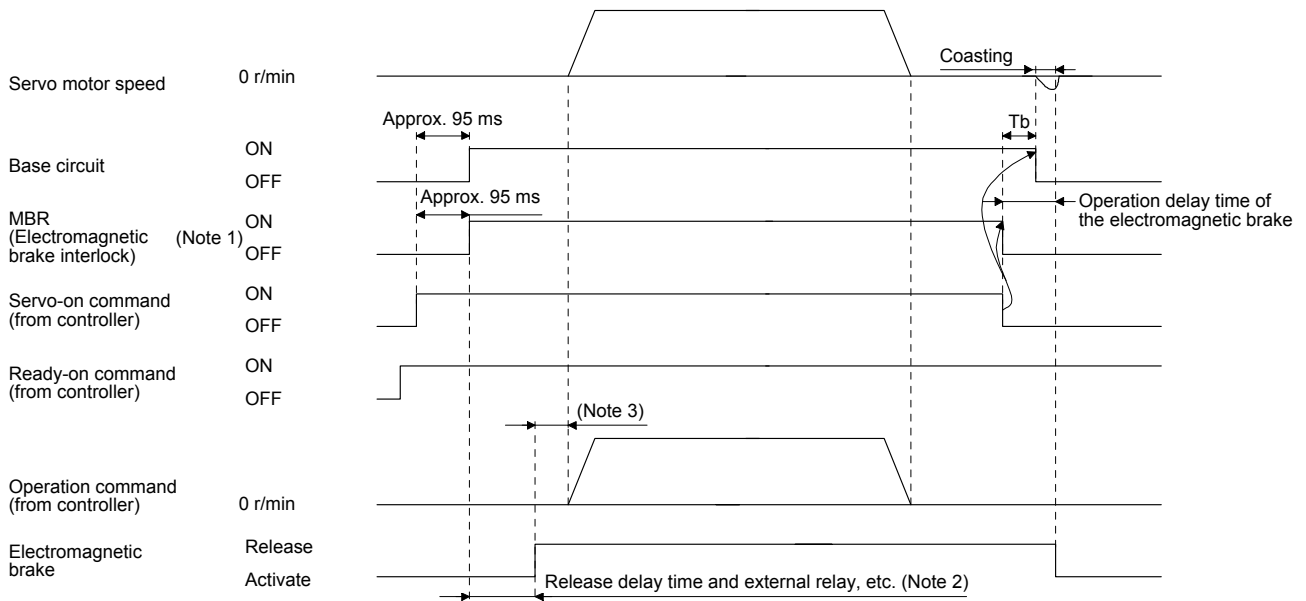 Coasting
Servo motor speed
0 r/min
Approx. 95 ms
Tb
Base circuit
ON
OFF
Approx. 95 ms
Operation delay time of
the electromagnetic brake
MBR
(Electromagnetic
brake interlock)
(Note 1)
ON
OFF
Servo-on command
(from controller)
ON
OFF
Ready-on command
(from controller)
ON
OFF
(Note 3)
Operation command
(from controller)
0 r/min
Electromagnetic
brake
Release
Activate
Release delay time and external relay, etc. (Note 2)